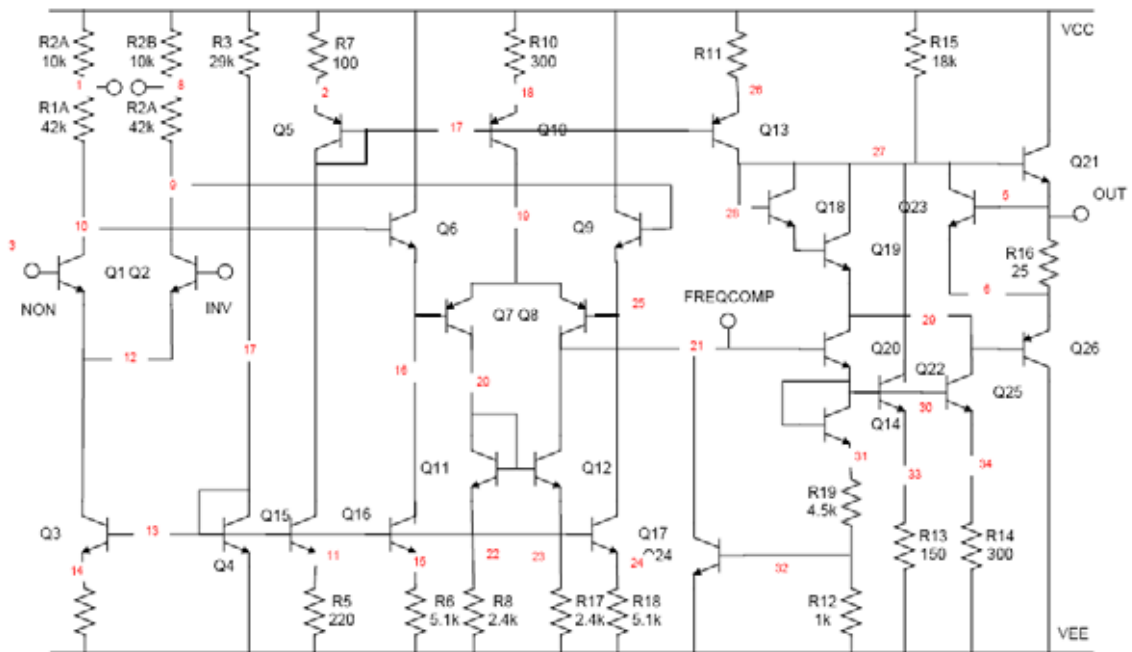 R2A
10k
R2B
10k
R3
29k
R7
100
R10
300
R11
R15
18k
VCC
1
8
2
18
26
R1A
42k
R2A
42k
Q5
17
Q10
Q13
27
Q21
9
5
OUT
28
Q18
Q23
10
19
Q6
Q9
Q19
3
R16
25
Q1 Q2
NON
INV
FREQCOMP
6
25
Q7 Q8
29
12
17
16
21
Q20
Q26
20
Q22
Q25
30
Q14
Q11
Q12
31
33
34
R19
4.5k
Q3
13
Q15
Q16
Q17
R13
150
R14
300
Q4
11
15
22
23
24
Q24
32
14
R5
220
R6
5.1k
R8
2.4k
R17
2.4k
R18
5.1k
R12
1k
VEE